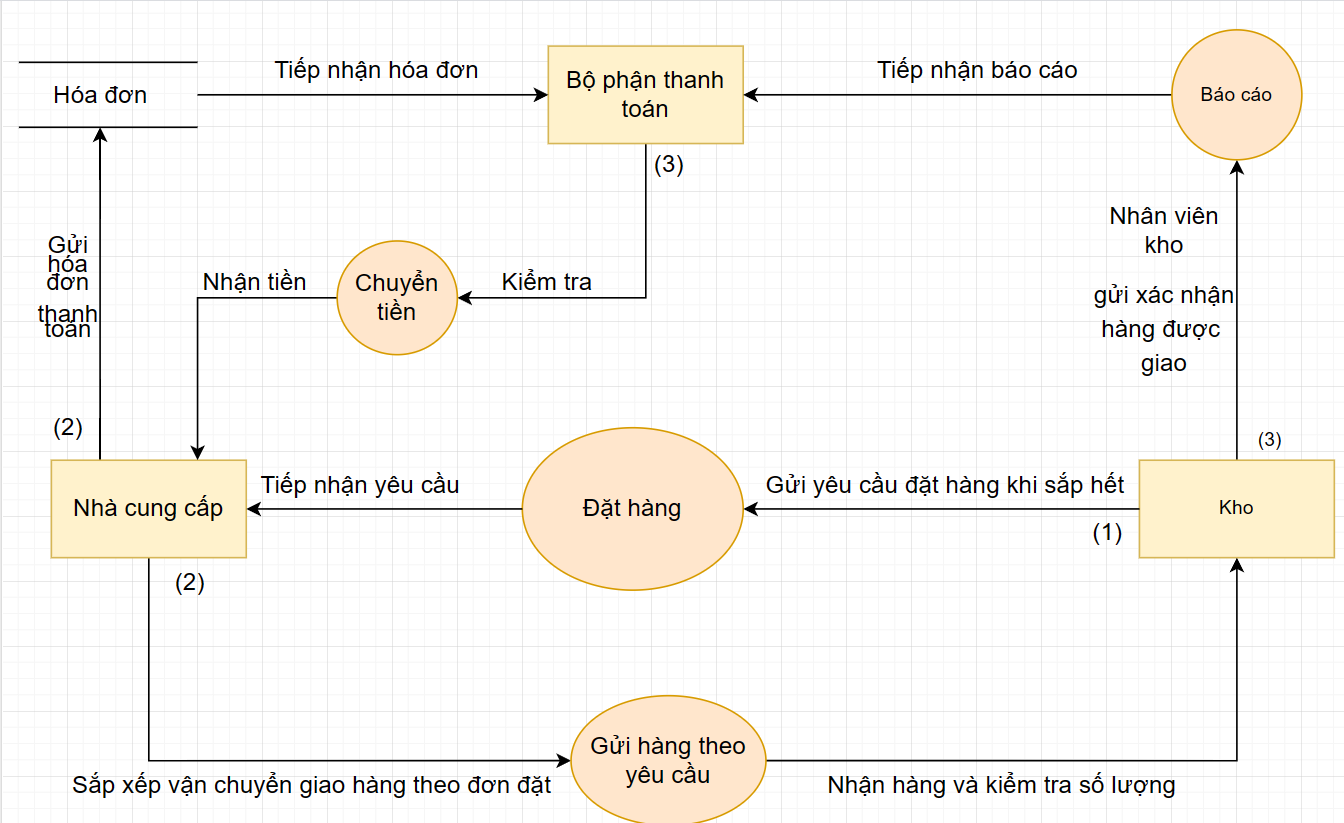 Hóa đơn
Tiếp nhận hóa đơn
Bộ phận thanh
toán
Tiếp nhận báo cáo
Báo cáo
(3)
Gửi
hóa
đơn
thanh
toán
Nhận tiền
Chuyển
tiền
Kiểm tra
Nhân viên
kho
gửi xác nhận
hàng được
giao
(2)
(3)
Nhà cung cấp
Tiếp nhận yêu cầu
Đặt hàng
Gửi yêu cầu đặt hàng khi sắp hết
Kho
(1)
(2)
Gửi hàng theo
yêu cầu
Sắp xếp vận chuyển giao hàng theo đơn đặt
Nhận hàng và kiểm tra số lượng